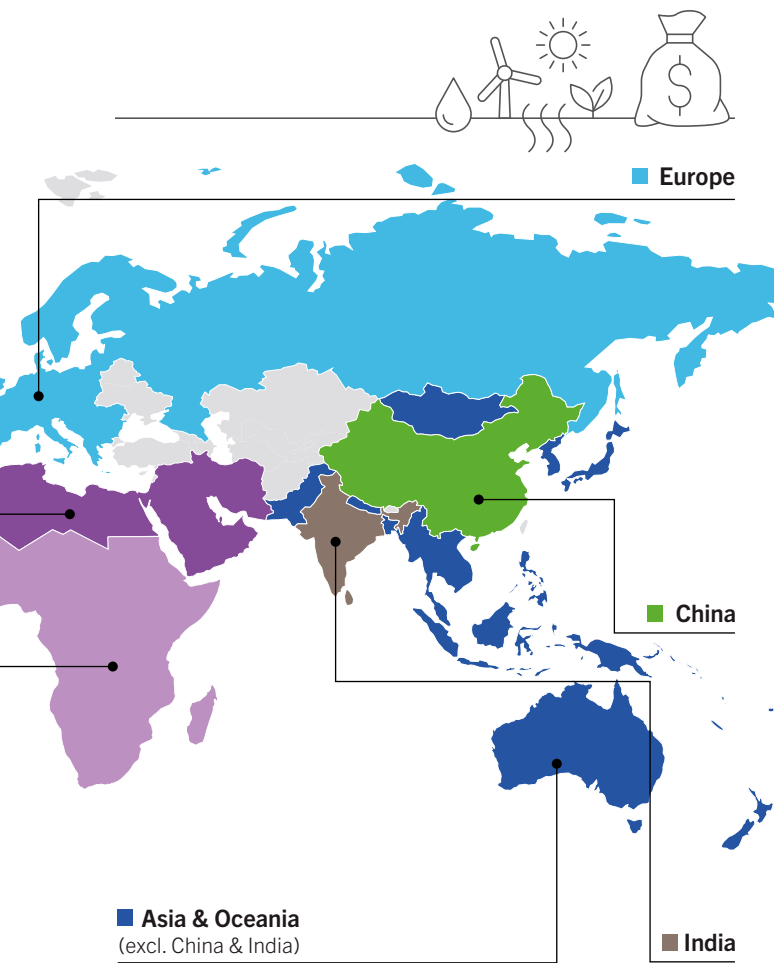 $
Europe
China
Asia & Oceania
(excl. China & India)
India